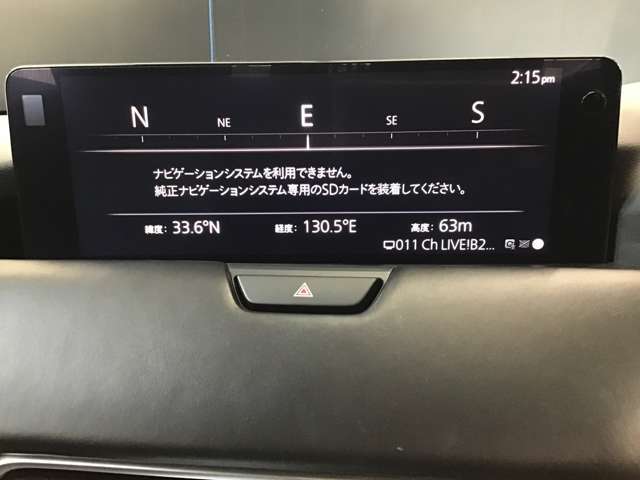 2:15pm
N NE E SE S
ナビゲーションシステムを利用できません。
純正ナビゲーションシステム専用のSDカードを装着してください。
緯度: 33.6°N 経度: 130.5°E 高度: 63m
011 Ch LIVE!B2...